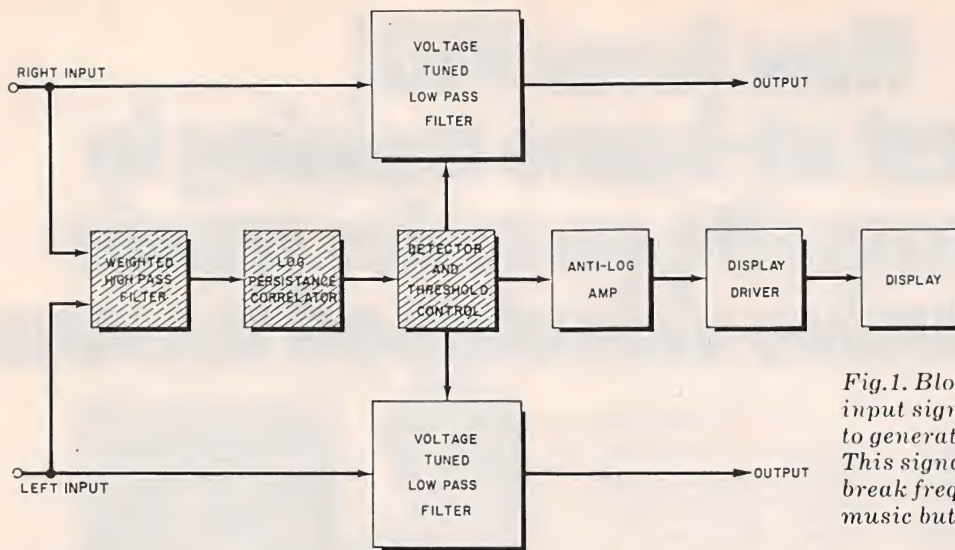 RIGHT INPUT
VOLTAGE
TUNED
LOW PASS
FILTER
OUTPUT
WEIGHTED
HIGH PASS
FILTER
LOG
PERSISTANCE
CORRELATOR
DETECTOR
AND
THRESHOLD
CONTROL
ANTI-LOG
AMP
DISPLAY
DRIVER
DISPLAY
LEFT INPUT
VOLTAGE
TUNED
LOW PASS
FILTER
OUTPUT
Fig.1. Blo
input sign
to generat
This signa
break freq
music but